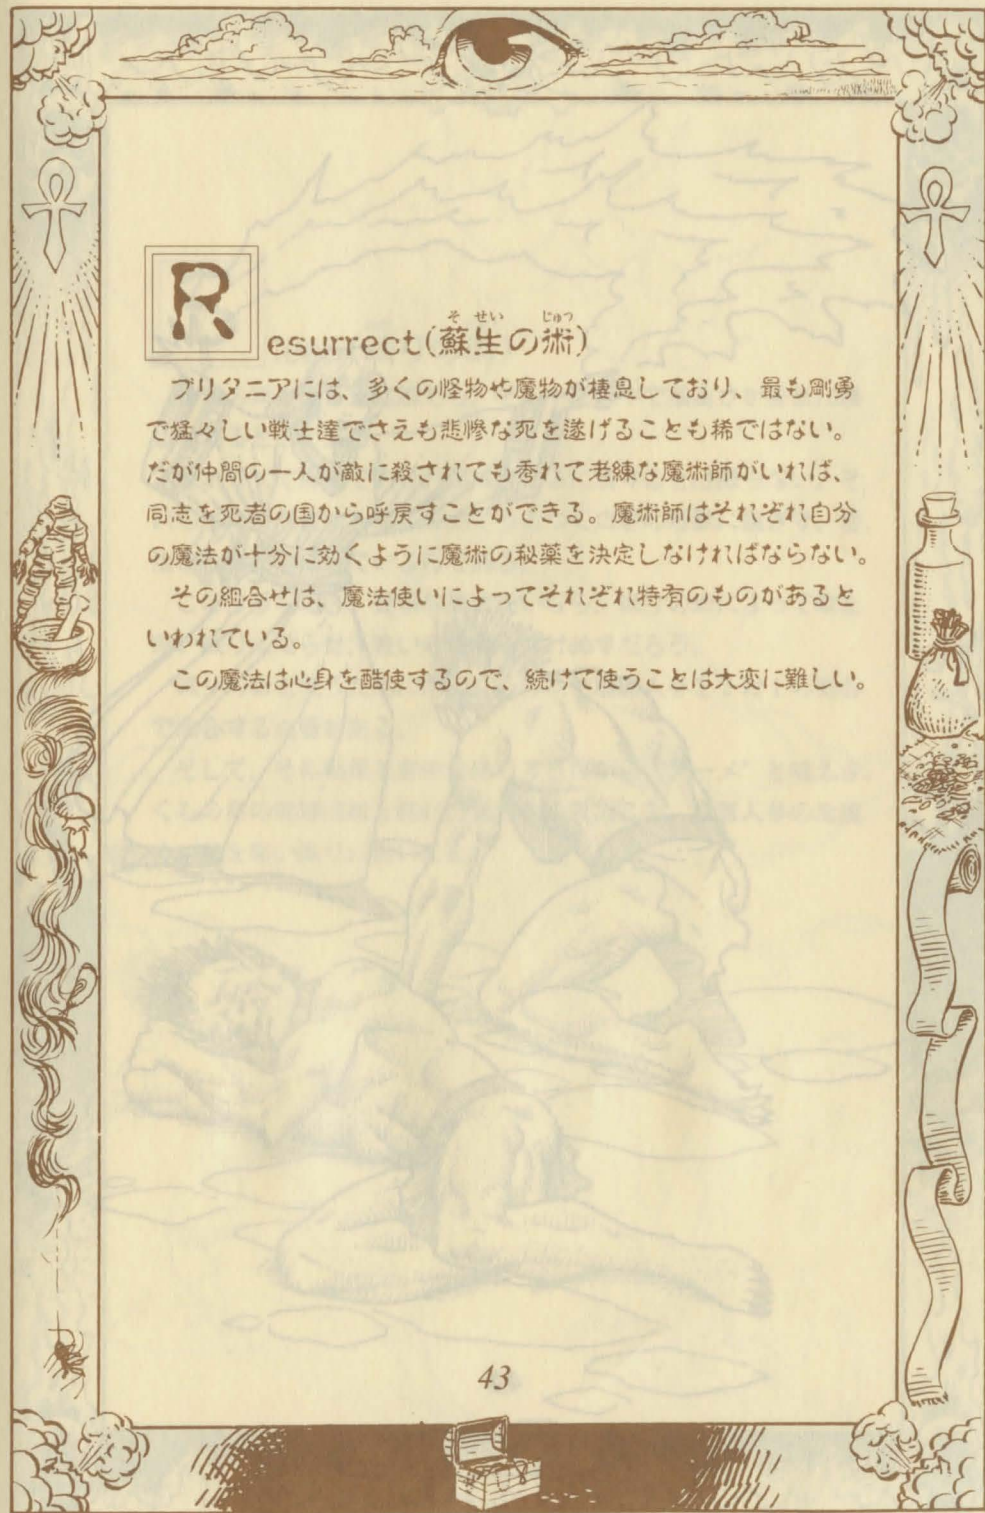 そせい じゅつ
Resurrect(蘇生の術)
ブリタニアには、多くの怪物や魔物が棲息しており、最も剛勇
で猛々しい戦士達でさえも悲惨な死を遂げることも稀ではない。
だが仲間の一人が敵に殺されても秀れて老練な魔術師がいれば、
同志を死者の国から呼戻すことができる。魔術師はそれぞれ自分
の魔法が十分に効くように魔術の秘薬を決定しなければならない。
その組合せは、魔法使いによってそれぞれ特有のものがあると
いわれている。
この魔法は心身を酷使するので、続けて使うことは大変に難しい。
43